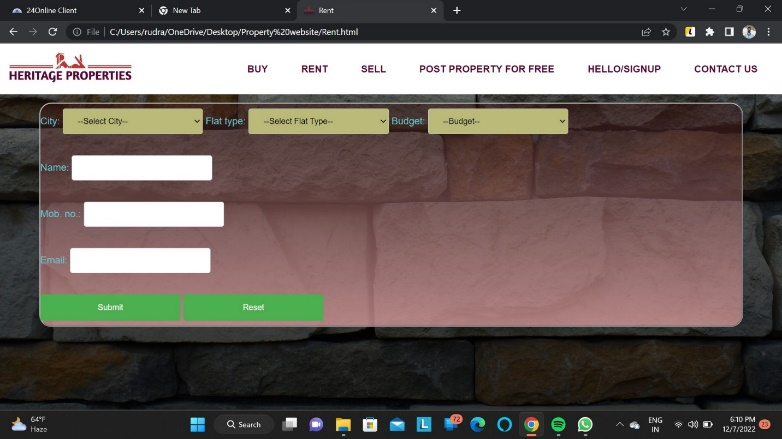 24Online Client
New Tab
Rent
File | C:/Users/rudra/OneDrive/Desktop/Property%20website/Rent.html
HERITAGE PROPERTIES
BUY RENT SELL POST PROPERTY FOR FREE HELLO/SIGNUP CONTACT US
City: --Select City-- Flat type: --Select Flat Type-- Budget: --Budget--
Name:
Mob. no.:
Email:
Submit Reset
64°F
Haze
Search
L
72
ENG
IN
6:10 PM
12/7/2022